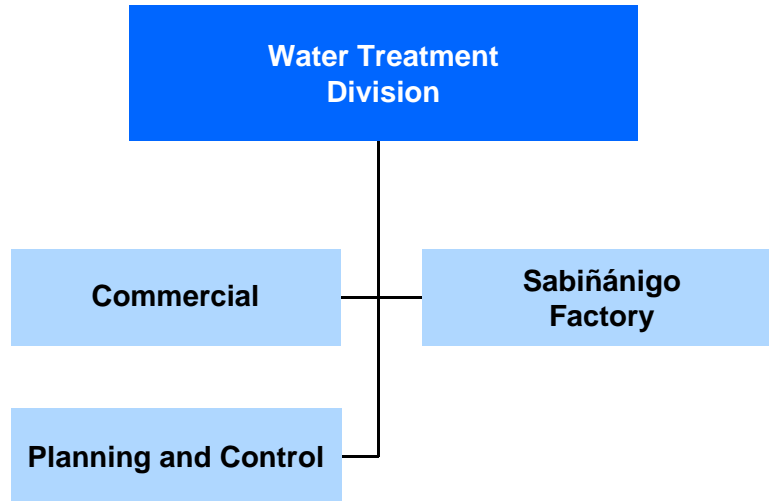 Water Treatment
Division
Commercial
Sabiñánigo
Factory
Planning and Control